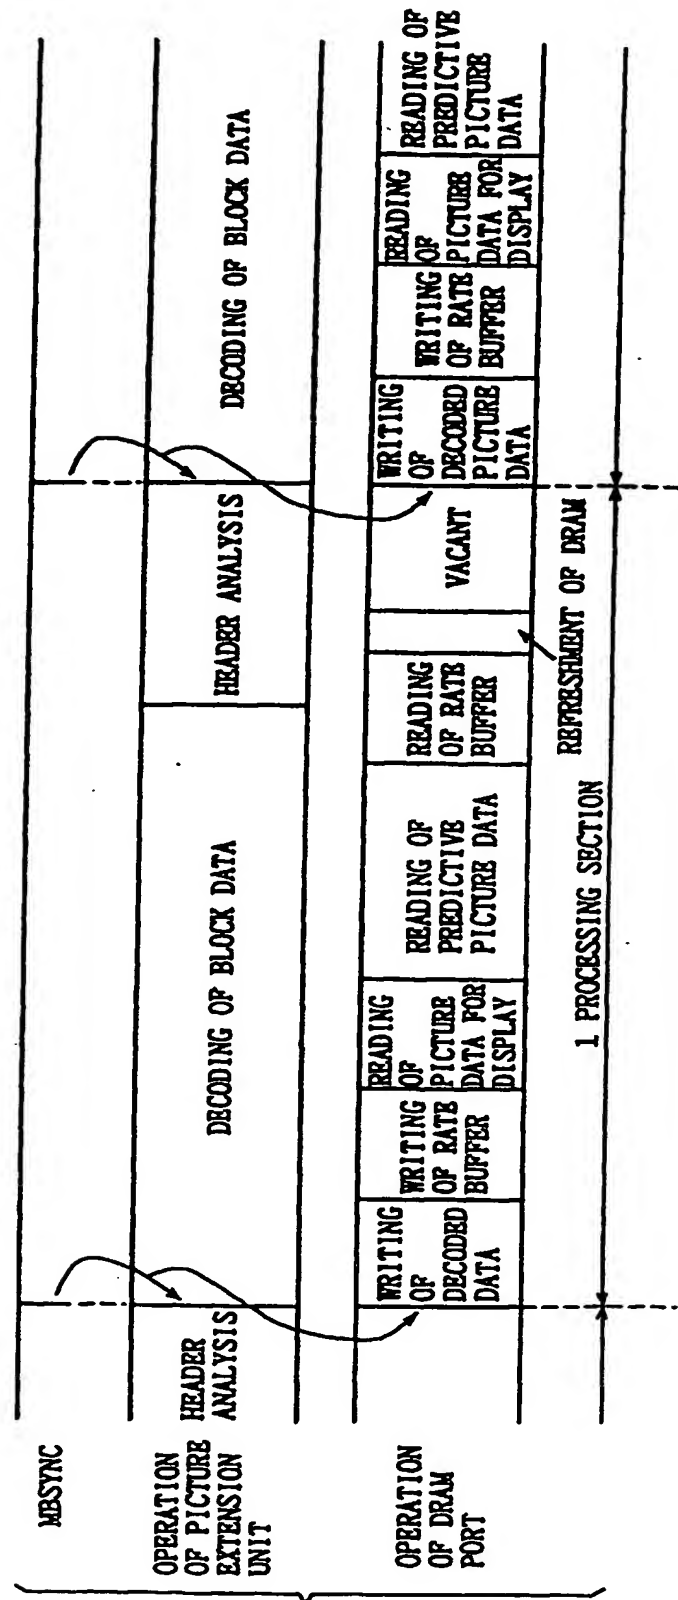 MBSYNC
OPERATION
OF PICTURE
EXTENSION
UNIT
HEADER
ANALYSIS
DECODING OF BLOCK DATA
HEADER ANALYSIS
DECODING OF BLOCK DATA
OPERATION
OF DRAM
PORT
WRITING
OF
DECODED
DATA
WRITING
OF RATE
BUFFER
READING
OF
PICTURE
DATA FOR
DISPLAY
READING OF
PREDICTIVE
PICTURE DATA
READING
OF RATE
BUFFER
VACANT
WRITING
OF
DECODED
PICTURE
DATA
WRITING
OF RATE
BUFFER
READING
OF
PICTURE
DATA FOR
DISPLAY
READING OF
PREDICTIVE
PICTURE
DATA
REFRESHMENT OF DRAM
1 PROCESSING SECTION